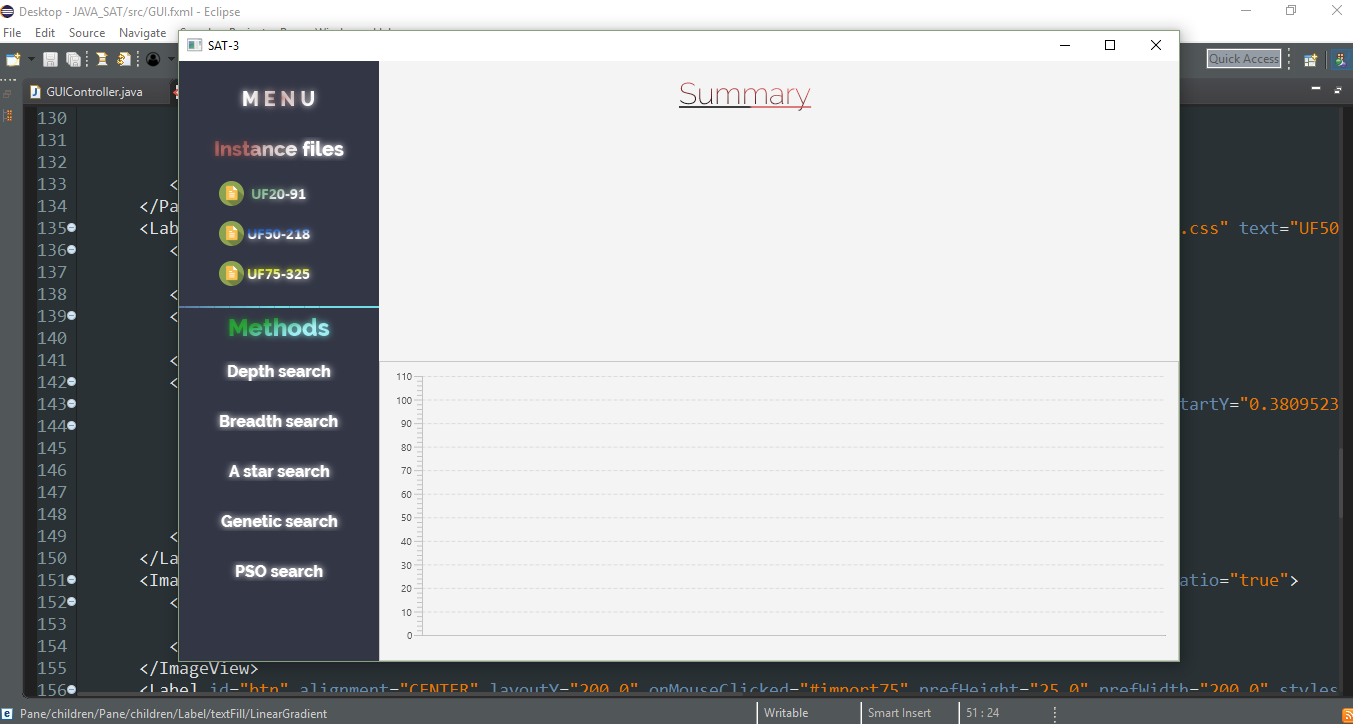 Desktop - JAVA_SAT/src/GUI.fxml - Eclipse
File Edit Source Navigate
Quick Access
GUIController.java
SAT-3
MENU
Instance files
UF20-91
UF50-218
UF75-325
Methods
Depth search
Breadth search
A star search
Genetic search
PSO search
Summary
110
100
90
80
70
60
50
40
30
20
10
0
130
131
132
133 <
134 </Pa
135 <Lab .css" text="UF50
136 <
137
138 <
139 <
140
141 <
142 <
143 tartY="0.3809523
144
145
146
147
148
149 <
150 </La
151 <Ima atio="true">
152 <
153
154 <
155 </ImageView>
156 <Label id="btn" alignment="CENTER" layoutY="200.0" onMouseClicked="#import75" prefHeight="25.0" prefWidth="200.0" styles
Pane/children/Pane/children/Label/textFill/LinearGradient
Writable
Smart Insert
51 : 24